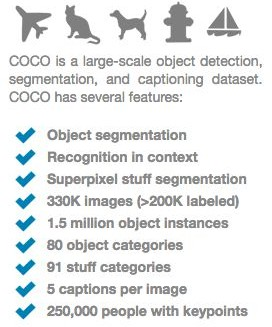 COCO is a large-scale object detection,
segmentation, and captioning dataset.
COCO has several features:
Object segmentation
Recognition in context
Superpixel stuff segmentation
330K images (>200K labeled)
1.5 million object instances
80 object categories
91 stuff categories
5 captions per image
250,000 people with keypoints